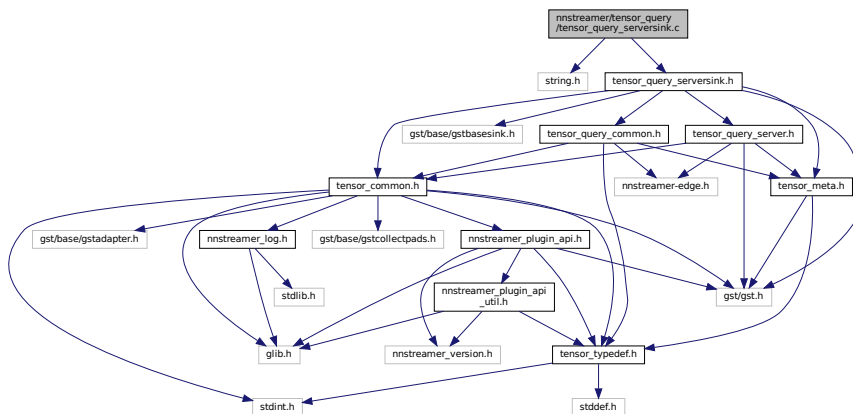 nnstreamer/tensor_query
/tensor_query_serversink.c
string.h
tensor_query_serversink.h
gst/base/gstbasesink.h
tensor_query_common.h
tensor_query_server.h
tensor_common.h
nnstreamer-edge.h
tensor_meta.h
gst/base/gstadapter.h
nnstreamer_log.h
gst/base/gstcollectpads.h
nnstreamer_plugin_api.h
stdlib.h
nnstreamer_plugin_api
_util.h
gst/gst.h
glib.h
nnstreamer_version.h
tensor_typedef.h
stdint.h
stddef.h